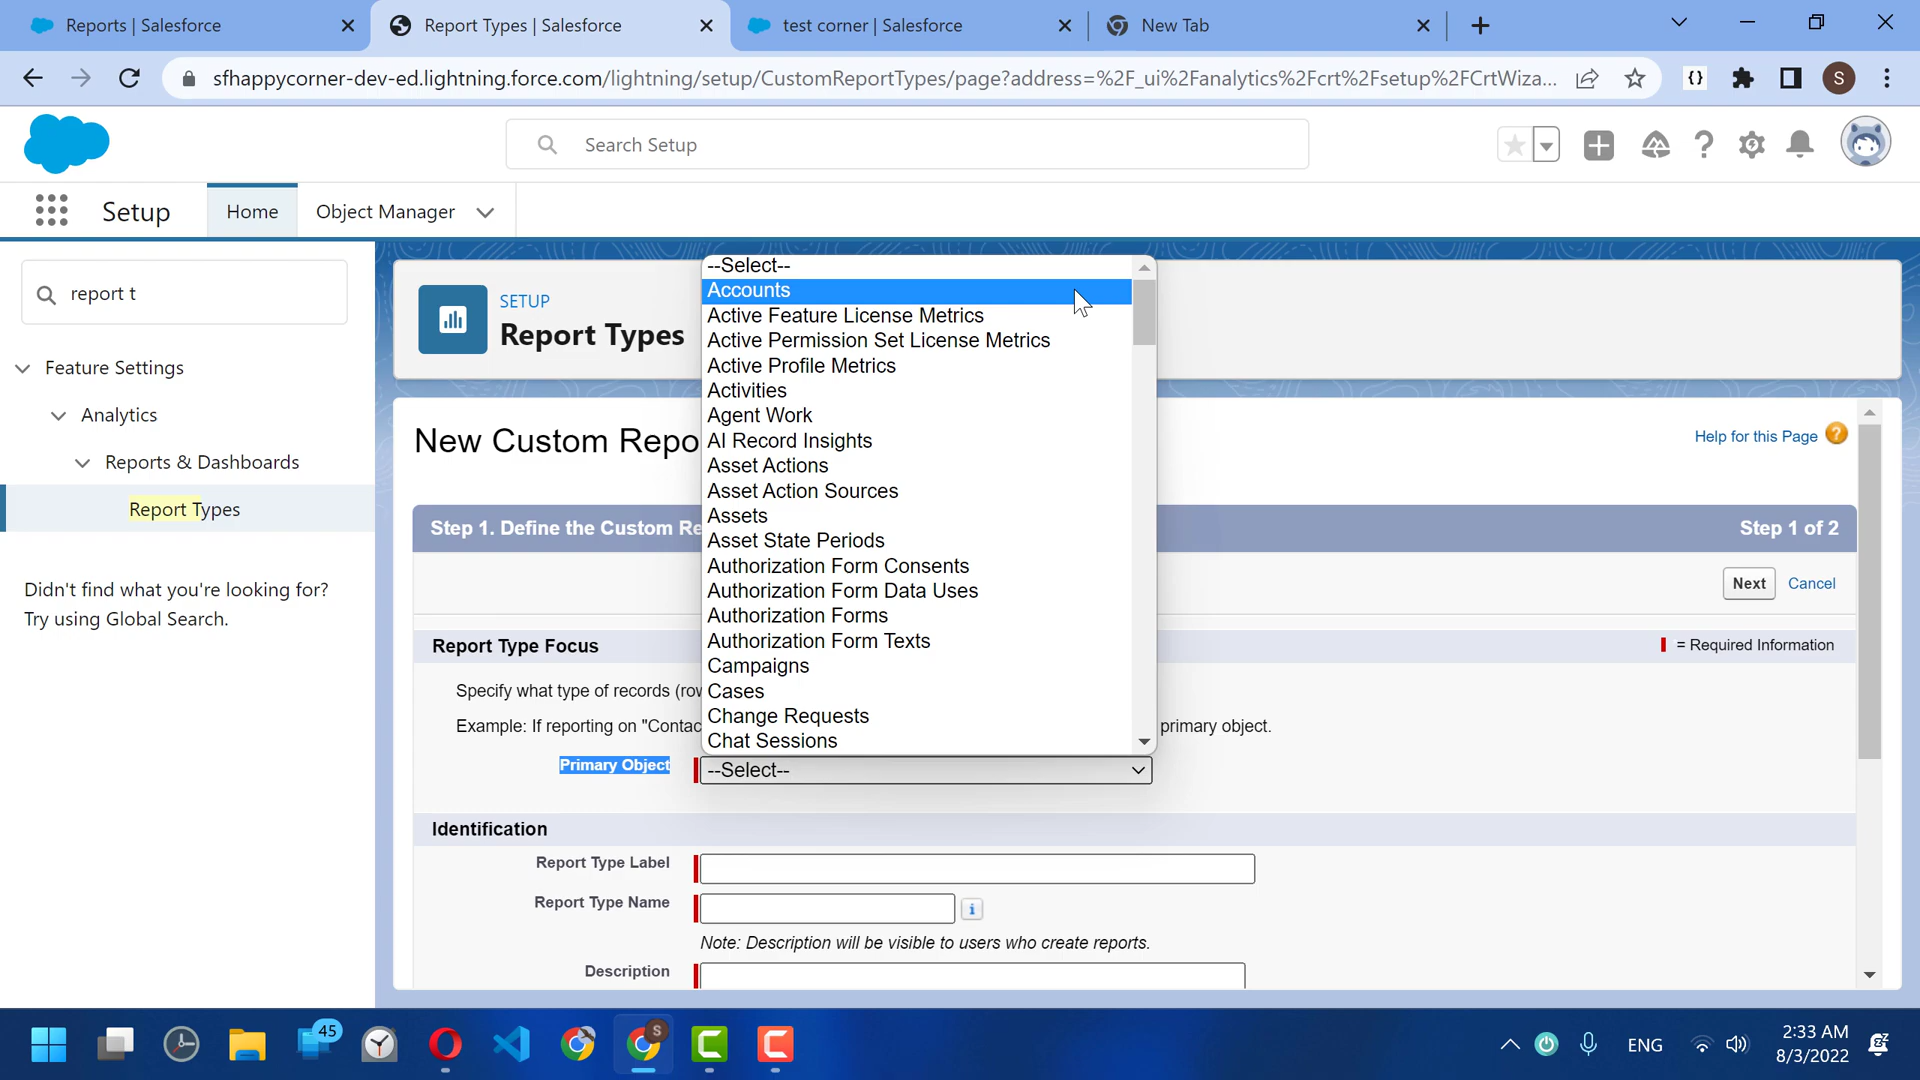 Reports | Salesforce
Report Types | Salesforce
test corner | Salesforce
New Tab
sfhappycorner-dev-ed.lightning.force.com/lightning/setup/CustomReportTypes/page?address=%2F_ui%2Fanalytics%2Fcrt%2Fsetup%2FCrtWiza...
S
Search Setup
Setup
Home
Object Manager
report t
Feature Settings
Analytics
Reports & Dashboards
Report Types
Didn't find what you're looking for?
Try using Global Search.
SETUP
Report Types
New Custom Repo
Help for this Page
Step 1. Define the Custom Re
Step 1 of 2
Next
Cancel
Report Type Focus
= Required Information
Specify what type of records (rov
Example: If reporting on "Contac
primary object.
Primary Object
--Select--
--Select--
Accounts
Active Feature License Metrics
Active Permission Set License Metrics
Active Profile Metrics
Activities
Agent Work
AI Record Insights
Asset Actions
Asset Action Sources
Assets
Asset State Periods
Authorization Form Consents
Authorization Form Data Uses
Authorization Forms
Authorization Form Texts
Campaigns
Cases
Change Requests
Chat Sessions
Identification
Report Type Label
Report Type Name
Note: Description will be visible to users who create reports.
Description
45
S
ENG
2:33 AM
8/3/2022